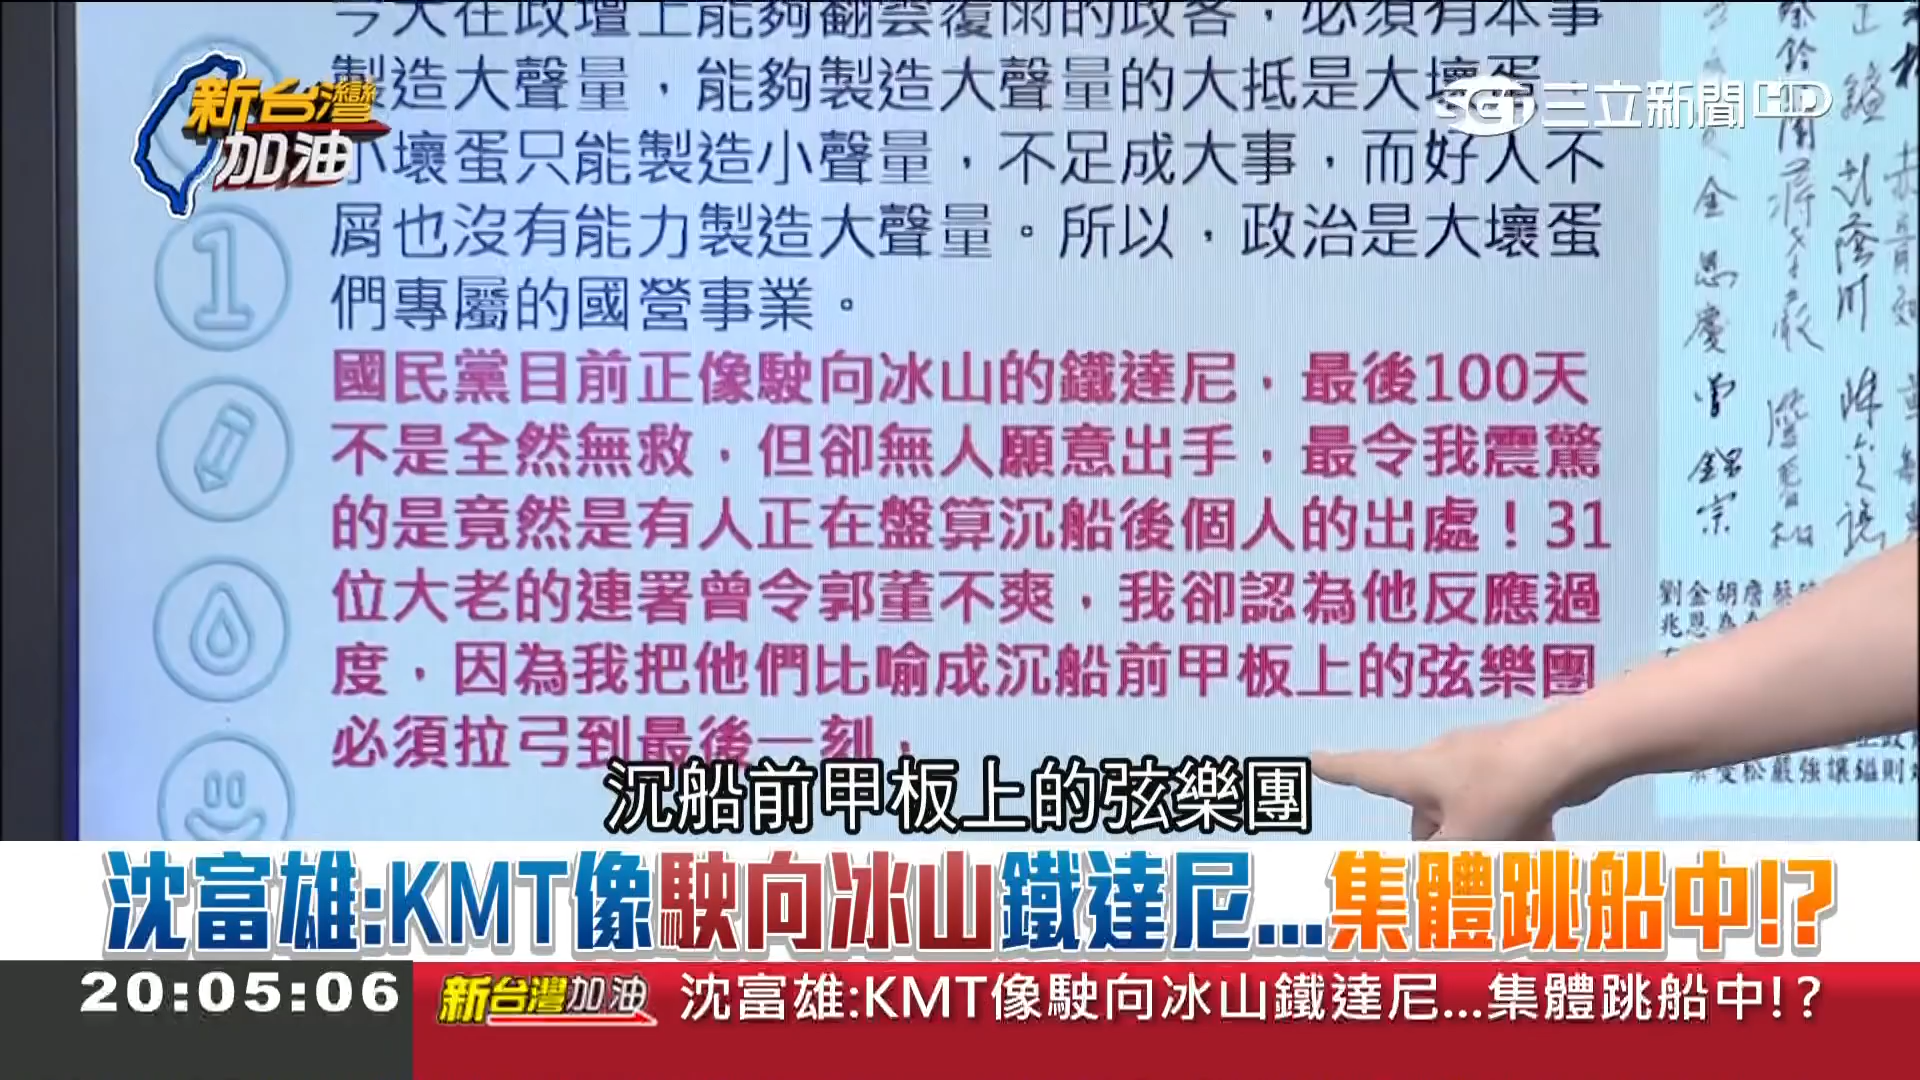 今天在政壇上能夠翻雲覆雨的政客，必須有本事
製造大聲量，能夠製造大聲量的大抵是大壞蛋，
小壞蛋只能製造小聲量，不足成大事，而好人不
屑也沒有能力製造大聲量。所以，政治是大壞蛋
們專屬的國營事業。
國民黨目前正像駛向冰山的鐵達尼，最後100天
不是全然無救，但卻無人願意出手，最令我震驚
的是竟然是有人正在盤算沉船後個人的出處！31
位大老的連署曾令郭董不爽，我卻認為他反應過
度，因為我把他們比喻成沉船前甲板上的弦樂團
必須拉弓到最後一刻，
新台灣
加油
SET三立新聞HD
1
金恩慶
曾錦宗
沉船前甲板上的弦樂團
沈富雄:KMT像駛向冰山鐵達尼...集體跳船中!?
20:05:06
新台灣加油
沈富雄:KMT像駛向冰山鐵達尼...集體跳船中!?